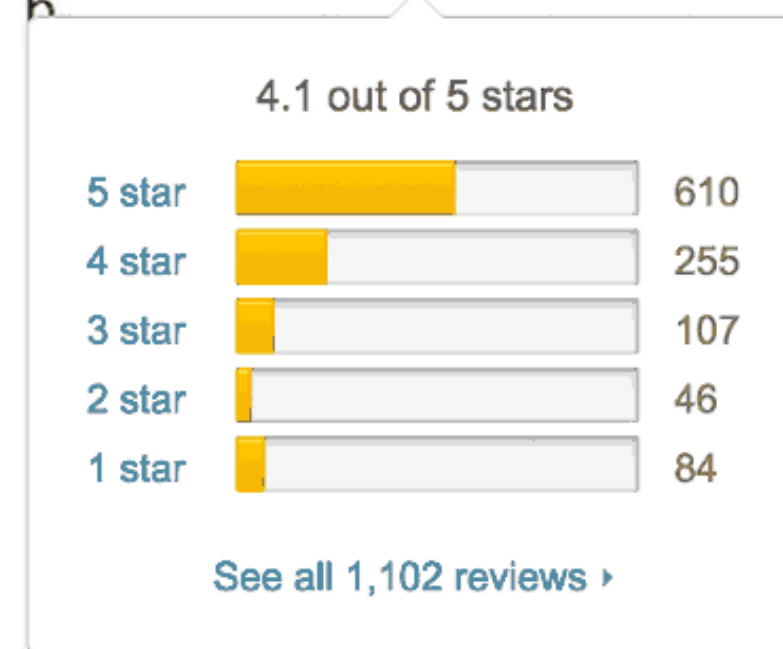 4.1 out of 5 stars
5 star 610
4 star 255
3 star 107
2 star 46
1 star 84
See all 1,102 reviews